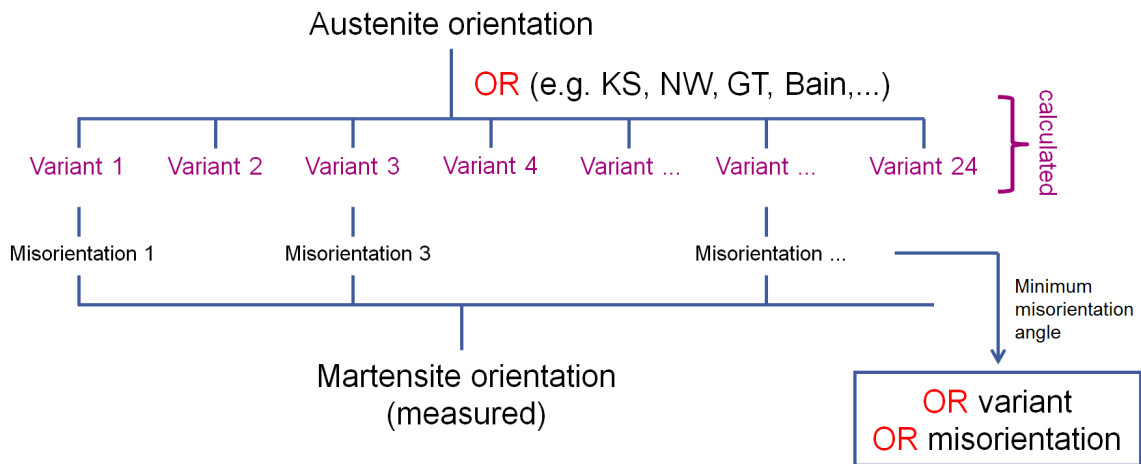 Austenite orientation
OR (e.g. KS, NW, GT, Bain,...)
calculated
Variant 1
Variant 2
Variant 3
Variant 4
Variant ...
Variant ...
Variant 24
Misorientation 1
Misorientation 3
Misorientation ...
Minimum
misorientation
angle
Martensite orientation
(measured)
OR variant
OR misorientation